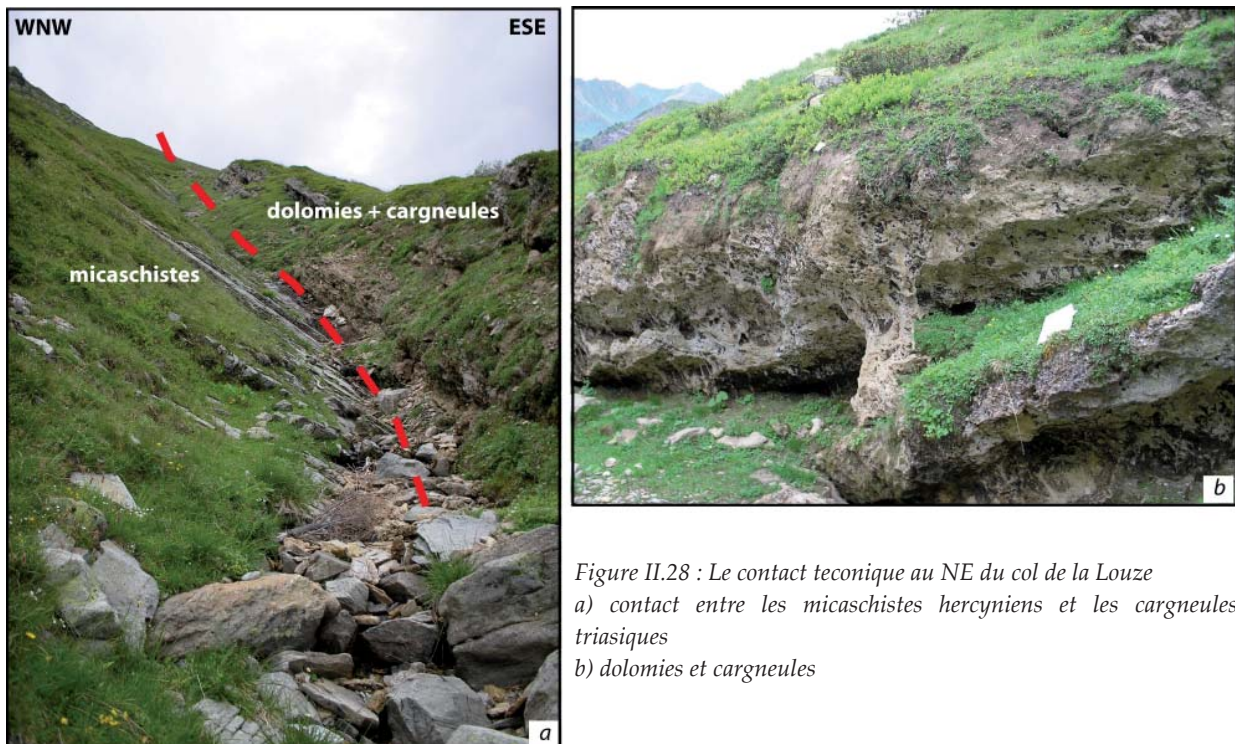 WNW
ESE
dolomies + cargneules
micaschistes
a
b
Figure II.28 : Le contact teconique au NE du col de la Louze
a) contact entre les micaschistes hercyniens et les cargneules
triasiques
b) dolomies et cargneules